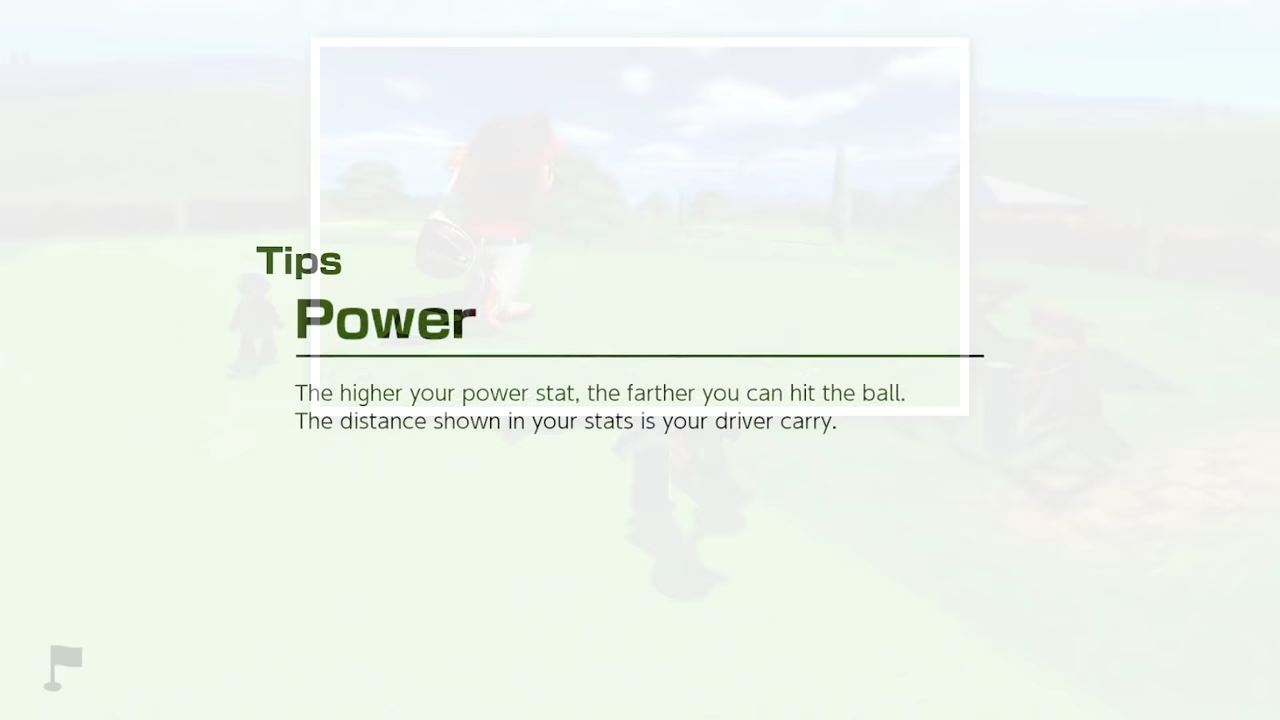 Tips
Power
The higher your power stat, the farther you can hit the ball.
The distance shown in your stats is your driver carry.